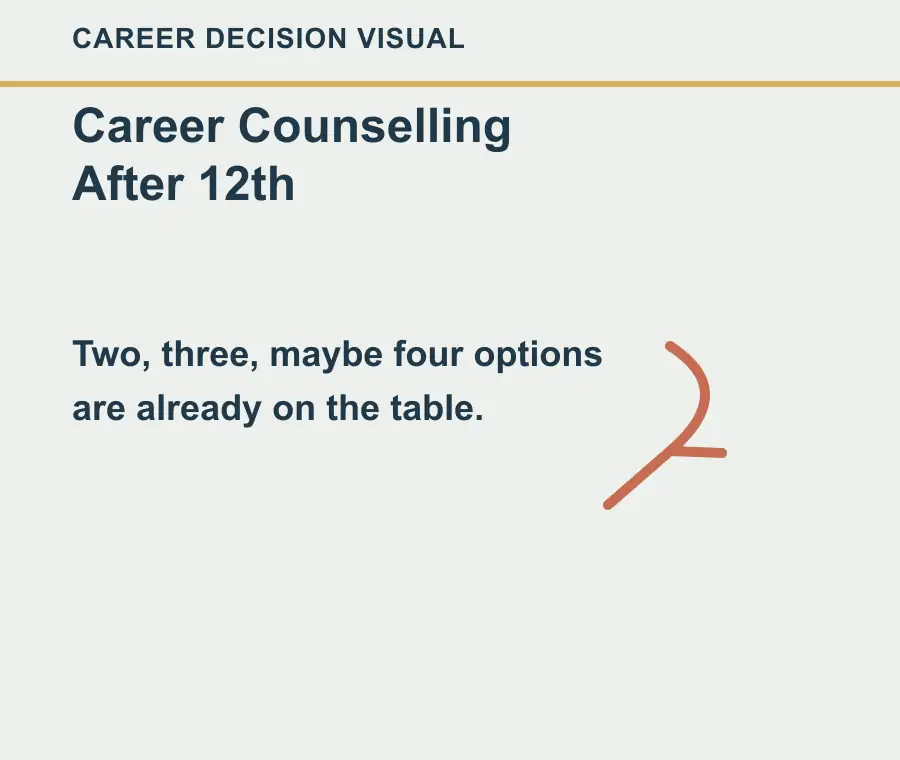 CAREER DECISION VISUAL
Career Counselling
After 12th
Two, three, maybe four options
are already on the table.